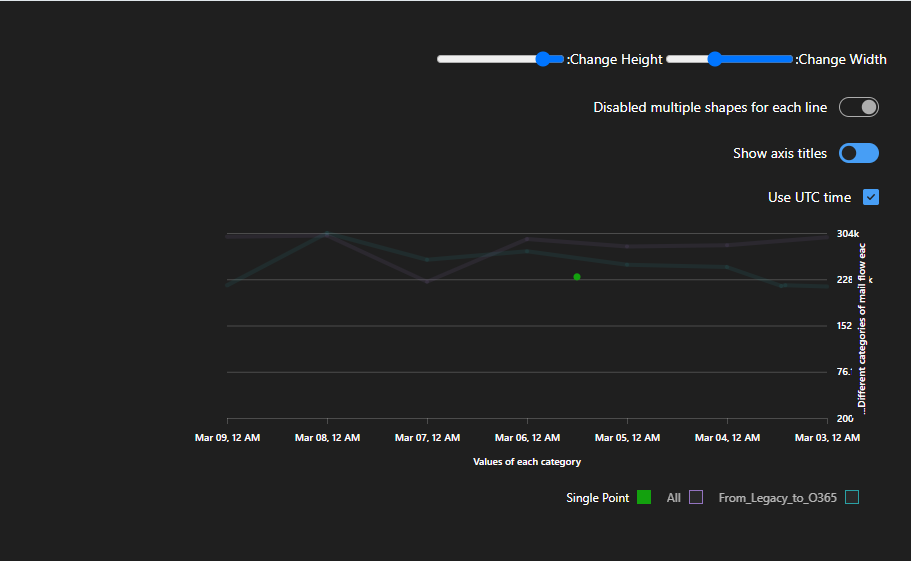 :Change Height :Change Width
Disabled multiple shapes for each line
Show axis titles
Use UTC time
304k
228 k
152
76.
200
...Different categories of mail flow eac
Mar 09, 12 AM Mar 08, 12 AM Mar 07, 12 AM Mar 06, 12 AM Mar 05, 12 AM Mar 04, 12 AM Mar 03, 12 AM
Values of each category
Single Point All From_Legacy_to_O365